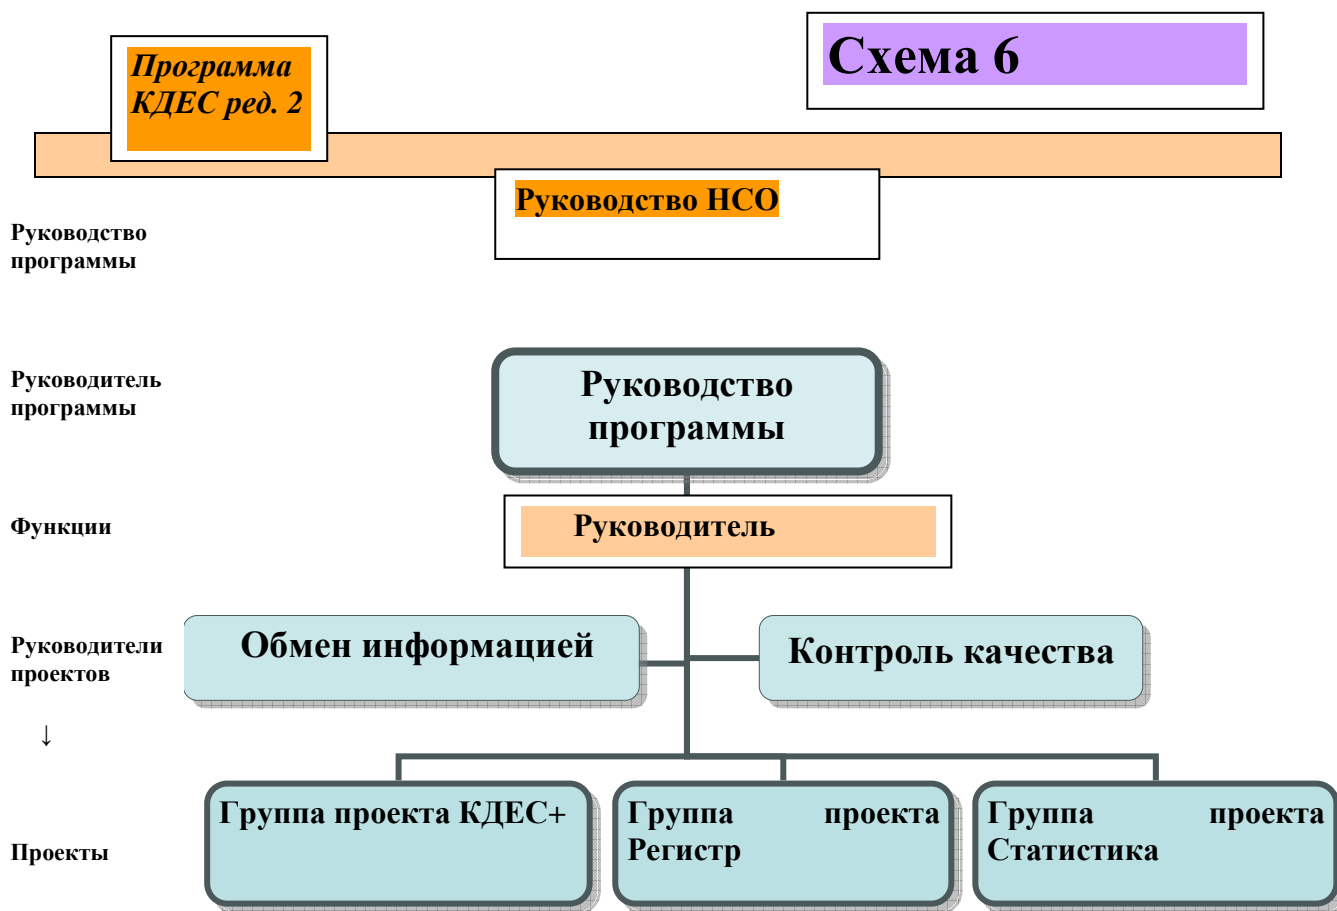 Схема 6
Программа
КДЕС ред. 2
Руководство НСО
Руководство
программы
Руководитель
программы
Руководство
программы
Функции
Руководитель
Руководители
проектов
Обмен информацией
Контроль качества
↓
Группа проекта КДЕС+
Группа проекта
Регистр
Группа проекта
Статистика
Проекты